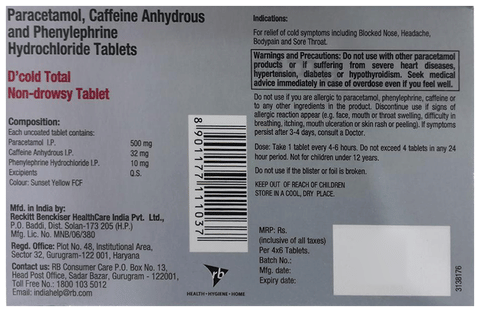 Paracetamol, Caffeine Anhydrous
and Phenylephrine
Hydrochloride Tablets
D'cold Total
Non-drowsy Tablet
Composition:
Each uncoated tablet contains:
Paracetamol I.P. 500 mg
Caffeine Anhydrous I.P. 32 mg
Phenylephrine Hydrochloride I.P. 10 mg
Excipients Q.S.
Colour: Sunset Yellow FCF
Mfd. in India by:
Reckitt Benckiser HealthCare India Pvt. Ltd.,
P.O. Baddi, Dist. Solan-173 205 (H.P.)
Mfg. Lic. No. MNB/06/380
Regd. Office: Plot No. 48, Institutional Area,
Sector 32, Gurugram-122 001, Haryana
Contact us: RB Consumer Care P.O. Box No. 13,
Head Post Office, Sadar Bazar, Gurugram - 122001,
Toll Free No.: 1800 103 5012
Email: indiahelp@rb.com
8901177111037
rb
HEALTH • HYGIENE • HOME
Indications:
For relief of cold symptoms including Blocked Nose, Headache,
Bodypain and Sore Throat.
Warnings and Precautions: Do not use with other paracetamol
products or if suffering from severe heart diseases,
hypertension, diabetes or hypothyroidism. Seek medical
advice immediately in case of overdose even if you feel well.
Do not use if you are allergic to paracetamol, phenylephrine, caffeine or
to any other ingredients in the product. Discontinue use if signs of
allergic reaction appear (e.g. face, mouth or throat swelling, difficulty in
breathing, itching, mouth ulceration or skin rash or peeling). If symptoms
persist after 3-4 days, consult a Doctor.
Dose: Take 1 tablet every 4-6 hours. Do not exceed 4 tablets in any 24
hour period. Not for children under 12 years.
Do not use if the blister or foil is broken.
KEEP OUT OF REACH OF CHILDREN
STORE IN A COOL, DRY PLACE.
MRP: Rs.
(inclusive of all taxes)
Per 4x6 Tablets.
Batch No.:
Mfg. date:
Expiry date:
3138176